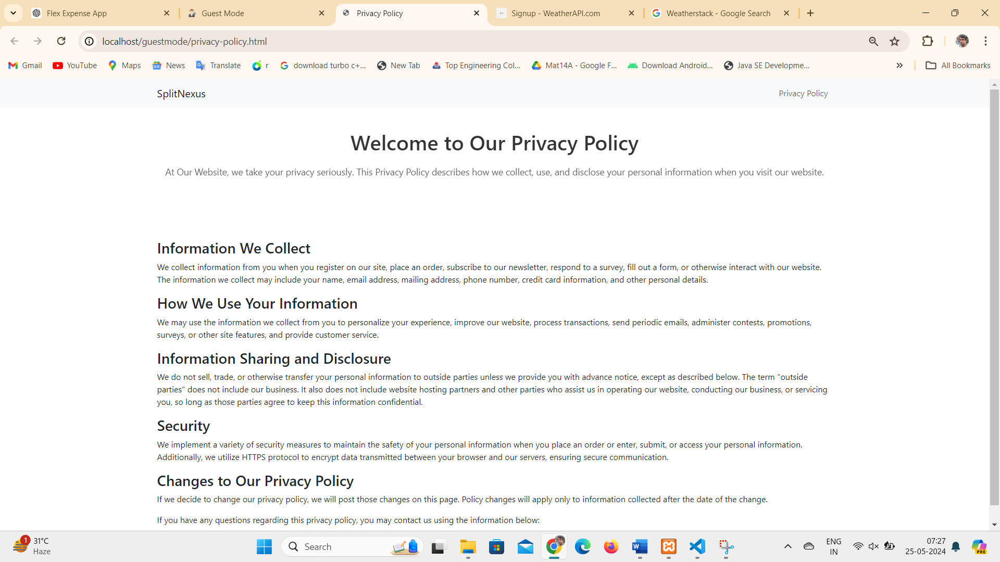 Flex Expense App
Guest Mode
Privacy Policy
Signup - WeatherAPI.com
Weatherstack - Google Search
localhost/guestmode/privacy-policy.html
Gmail
YouTube
Maps
News
Translate
r
download turbo c+...
New Tab
Top Engineering Col...
Mat14A - Google F...
Download Android...
Java SE Developme...
All Bookmarks
SplitNexus
Privacy Policy
Welcome to Our Privacy Policy
At Our Website, we take your privacy seriously. This Privacy Policy describes how we collect, use, and disclose your personal information when you visit our website.
Information We Collect
We collect information from you when you register on our site, place an order, subscribe to our newsletter, respond to a survey, fill out a form, or otherwise interact with our website.
The information we collect may include your name, email address, mailing address, phone number, credit card information, and other personal details.
How We Use Your Information
We may use the information we collect from you to personalize your experience, improve our website, process transactions, send periodic emails, administer contests, promotions,
surveys, or other site features, and provide customer service.
Information Sharing and Disclosure
We do not sell, trade, or otherwise transfer your personal information to outside parties unless we provide you with advance notice, except as described below. The term "outside
parties" does not include our business. It also does not include website hosting partners and other parties who assist us in operating our website, conducting our business, or servicing
you, so long as those parties agree to keep this information confidential.
Security
We implement a variety of security measures to maintain the safety of your personal information when you place an order or enter, submit, or access your personal information.
Additionally, we utilize HTTPS protocol to encrypt data transmitted between your browser and our servers, ensuring secure communication.
Changes to Our Privacy Policy
If we decide to change our privacy policy, we will post those changes on this page. Policy changes will apply only to information collected after the date of the change.
If you have any questions regarding this privacy policy, you may contact us using the information below:
1
31°C
Haze
Search
ENG
IN
07:27
25-05-2024
PRE